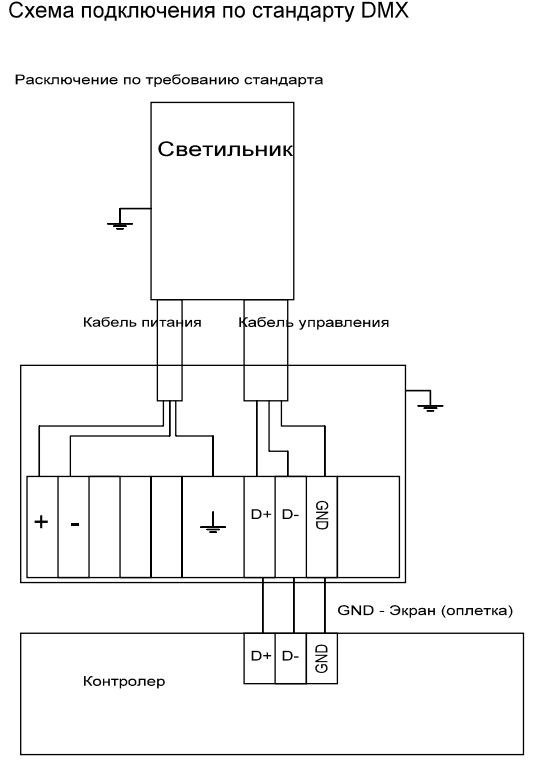 Схема подключения по стандарту DMX
Расключение по требованию стандарта
Светильник
Кабель питания
Кабель управления
+ - D+ D- GND
GND - Экран (оплетка)
D+ D- GND
Контролер